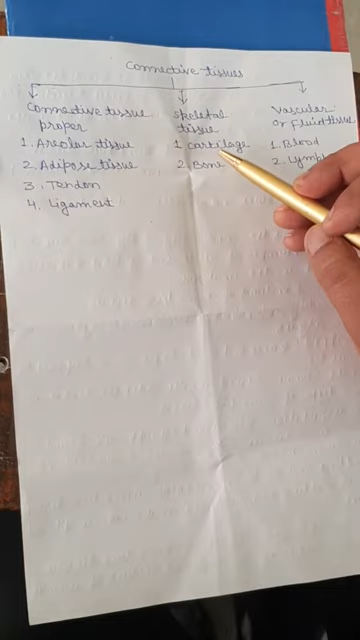 Connective tissues
Connective tissue
proper
1. Areolar tissue
2. Adipose tissue
3. Tendon
4. Ligament
Skeletal
tissue
1 Cartilage
2. Bone
Vascular
or Fluid tissue
1. Blood
2. Lymph